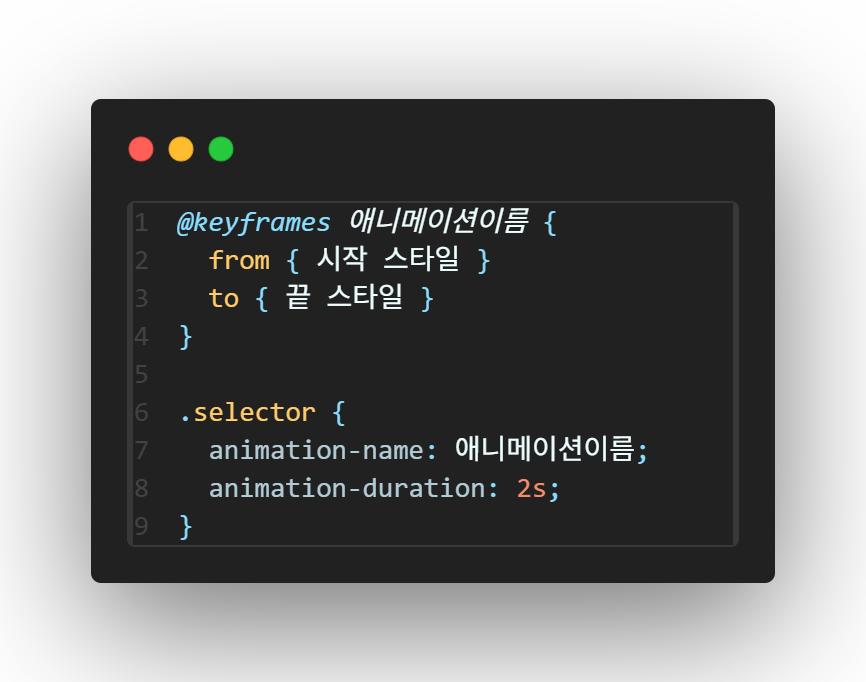 1 @keyframes 애니메이션이름 {
2   from { 시작 스타일 }
3   to { 끝 스타일 }
4 }
5
6 .selector {
7   animation-name: 애니메이션이름;
8   animation-duration: 2s;
9 }